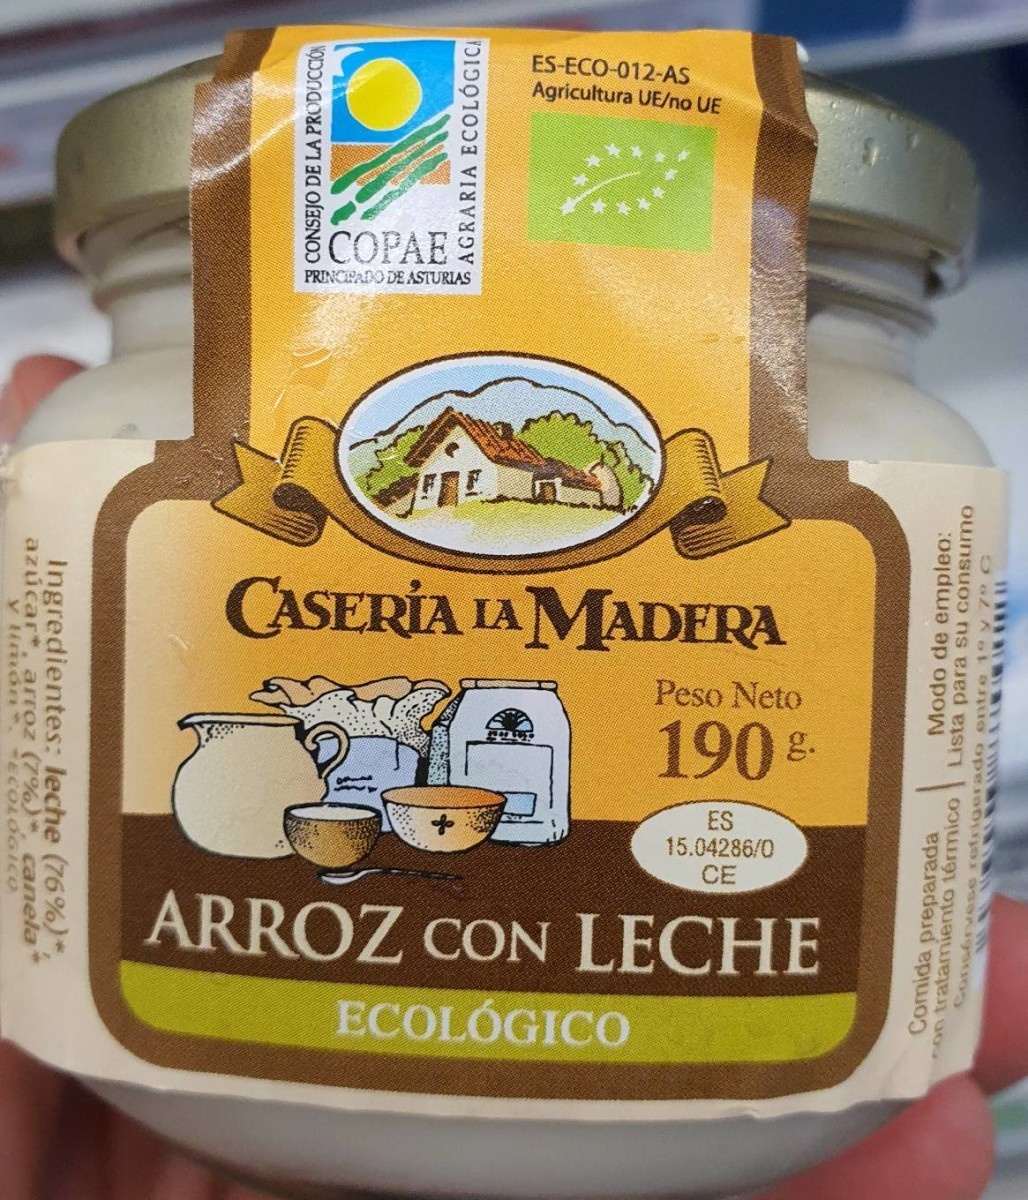 CONSEJO DE LA PRODUCCIÓN
AGRARIA ECOLÓGICA
COPAE
PRINCIPADO DE ASTURIAS
ES-ECO-012-AS
Agricultura UE/no UE
CASERÍA LA MADERA
Peso Neto
190 g.
ES
15.04286/O
CE
ARROZ CON LECHE
ECOLÓGICO
Ingredientes: leche (76%)*,
azúcar*, arroz (7%)* canela*
y limón*. *ECOLÓGICO
Modo de empleo:
Lista para su consumo
Comida preparada
con tratamiento térmico
Consérvese refrigerado entre 1º y 7º C